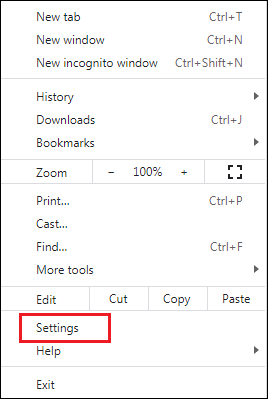 New tab Ctrl+T
New window Ctrl+N
New incognito window Ctrl+Shift+N
History
Downloads Ctrl+J
Bookmarks
Zoom − 100% +
Print... Ctrl+P
Cast...
Find... Ctrl+F
More tools
Edit Cut Copy Paste
Settings
Help
Exit